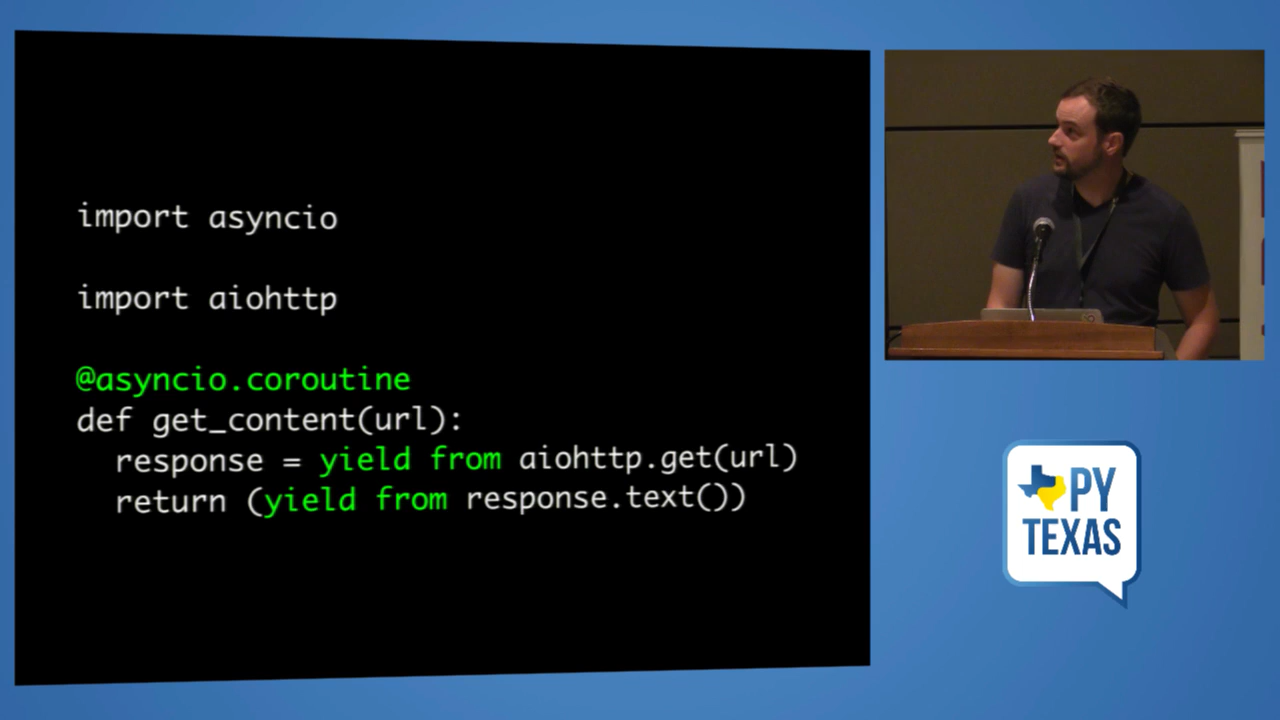 import asyncio
import aiohttp
@asyncio.coroutine
def get_content(url):
  response = yield from aiohttp.get(url)
  return (yield from response.text())
PY
TEXAS